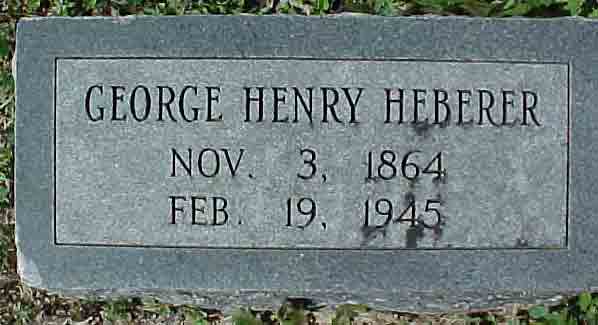 GEORGE HENRY HEBERER
NOV. 3, 1864
FEB. 19, 1945